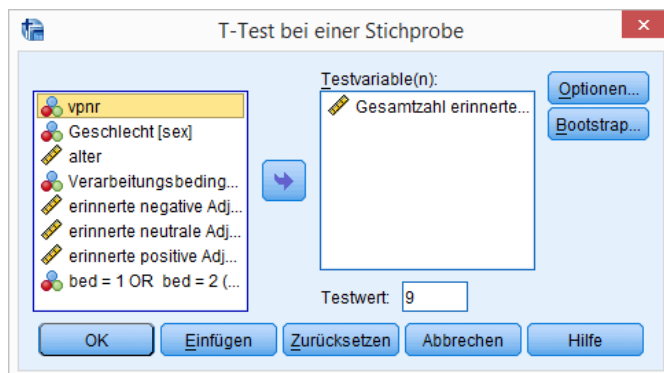 T-Test bei einer Stichprobe
vpnr
Geschlecht [sex]
alter
Verarbeitungsbeding...
erinnerte negative Adj...
erinnerte neutrale Adj...
erinnerte positive Adj...
bed = 1 OR bed = 2 (...
Testvariable(n):
Gesamtzahl erinnerte...
Testwert: 9
Optionen...
Bootstrap...
OK Einfügen Zurücksetzen Abbrechen Hilfe